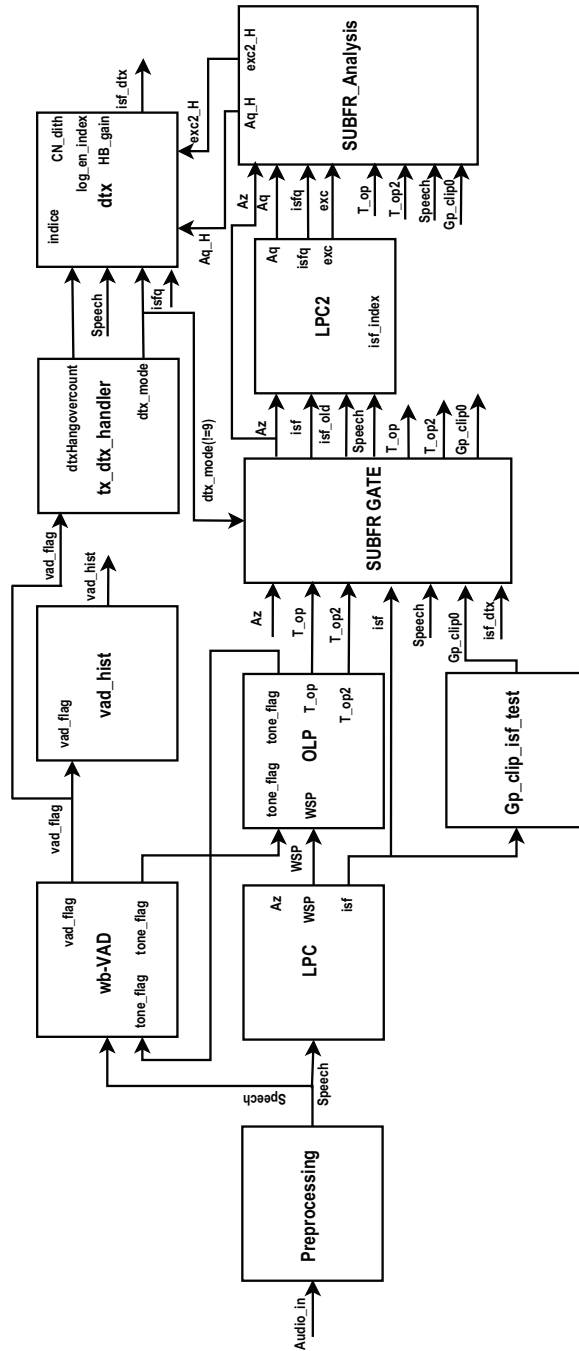 Audio_in
Preprocessing
Speech
Speech
wb-VAD
vad_flag
tone_flag
tone_flag
vad_flag
vad_flag
vad_hist
vad_hist
vad_flag
tx_dtx_handler
dtxHangovercount
dtx_mode
Speech
isfq
indice
CN_dith
log_en_index
dtx
HB_gain
isf_dtx
Aq_H
exc2_H
dtx_mode(!=9)
LPC
Az
WSP
isf
WSP
tone_flag
tone_flag
WSP
OLP
T_op
T_op2
Az
T_op
T_op2
isf
Speech
Gp_clip0
isf_dtx
Gp_clip_isf_test
SUBFR GATE
Az
isf
isf_old
Speech
T_op
T_op2
Gp_clip0
LPC2
Aq
isfq
exc
isf_index
Az
Aq
isfq
exc
T_op
T_op2
Speech
Gp_clip0
SUBFR_Analysis
Aq_H
exc2_H